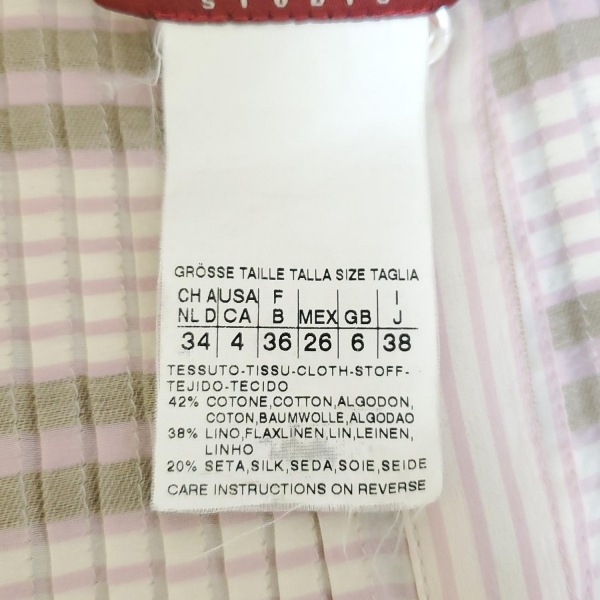 STUDIO
GRÖSSE TAILLE TALLA SIZE TAGLIA
CH A USA F I
NL D CA B MEX GB J
34 4 36 26 6 38
TESSUTO-TISSU-CLOTH-STOFF-
TEJIDO-TECIDO
42% COTONE,COTTON,ALGODON,
COTON,BAUMWOLLE,ALGODAO
38% LINO,FLAXLINEN,LIN,LEINEN,
LINHO
20% SETA,SILK,SEDA,SOIE,SEIDE
CARE INSTRUCTIONS ON REVERSE